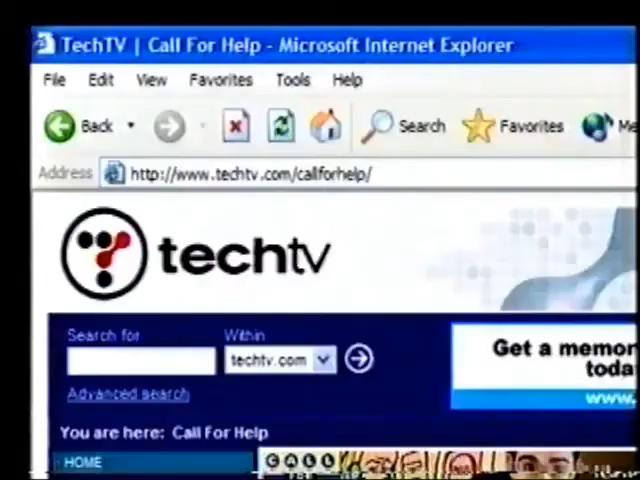 TechTV | Call For Help - Microsoft Internet Explorer
File Edit View Favorites Tools Help
Back Search Favorites
Address http://www.techtv.com/callforhelp/
techtv
Search for Within
techtv.com
Advanced search
Get a memor
toda
www.
You are here: Call For Help
HOME
CALL